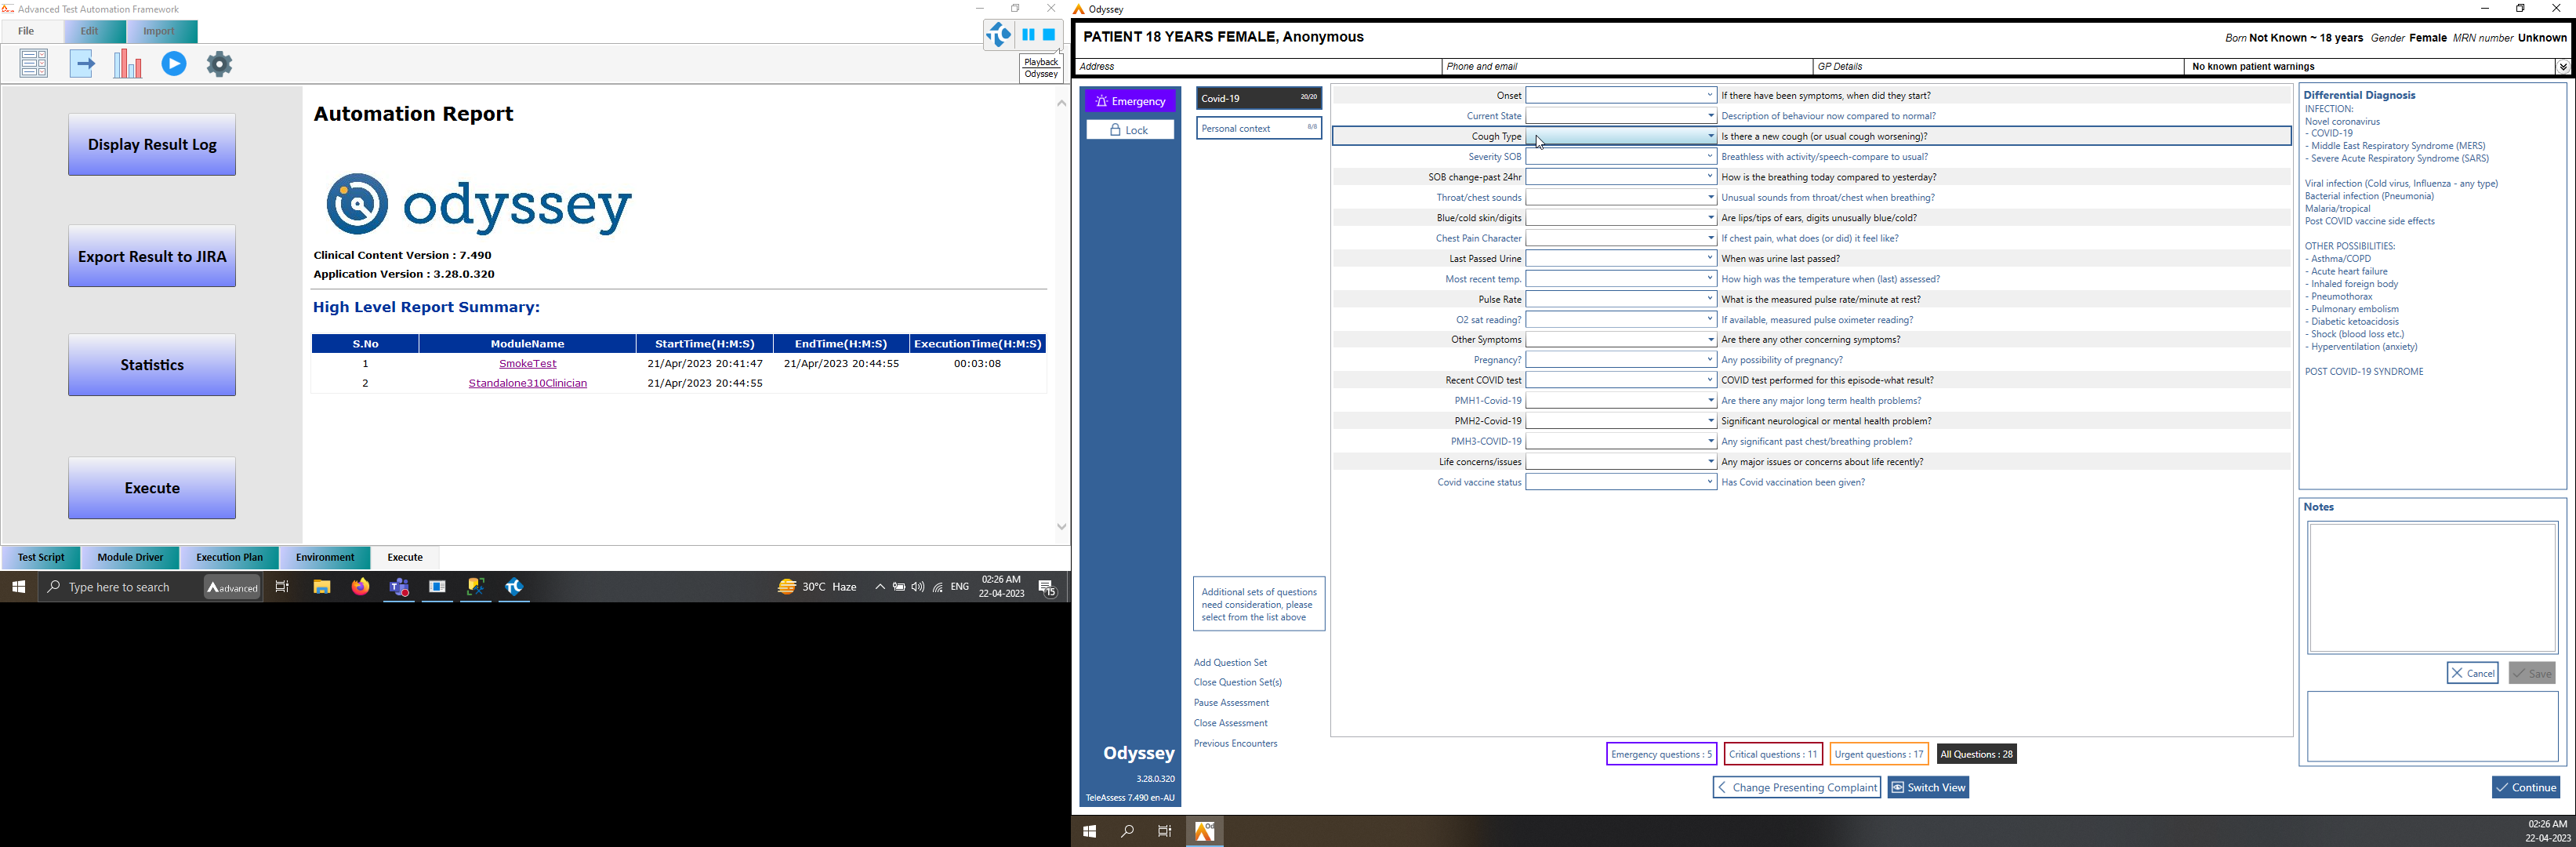 Advanced Test Automation Framework
File Edit Import
Playback
Odyssey
Display Result Log
Export Result to JIRA
Statistics
Execute
Automation Report
odyssey
Clinical Content Version : 7.490
Application Version : 3.28.0.320
High Level Report Summary:
S.No ModuleName StartTime(H:M:S) EndTime(H:M:S) ExecutionTime(H:M:S)
1 SmokeTest 21/Apr/2023 20:41:47 21/Apr/2023 20:44:55 00:03:08
2 Standalone310Clinician 21/Apr/2023 20:44:55
Test Script Module Driver Execution Plan Environment Execute
Type here to search
advanced
30°C Haze
ENG
02:26 AM
22-04-2023
15
Odyssey
PATIENT 18 YEARS FEMALE, Anonymous
Born Not Known ~ 18 years Gender Female MRN number Unknown
Address Phone and email GP Details No known patient warnings
Emergency
Lock
Covid-19 20/20
Personal context 8/8
Onset If there have been symptoms, when did they start?
Current State Description of behaviour now compared to normal?
Cough Type Is there a new cough (or usual cough worsening)?
Severity SOB Breathless with activity/speech-compare to usual?
SOB change-past 24hr How is the breathing today compared to yesterday?
Throat/chest sounds Unusual sounds from throat/chest when breathing?
Blue/cold skin/digits Are lips/tips of ears, digits unusually blue/cold?
Chest Pain Character If chest pain, what does (or did) it feel like?
Last Passed Urine When was urine last passed?
Most recent temp. How high was the temperature when (last) assessed?
Pulse Rate What is the measured pulse rate/minute at rest?
O2 sat reading? If available, measured pulse oximeter reading?
Other Symptoms Are there any other concerning symptoms?
Pregnancy? Any possibility of pregnancy?
Recent COVID test COVID test performed for this episode-what result?
PMH1-Covid-19 Are there any major long term health problems?
PMH2-Covid-19 Significant neurological or mental health problem?
PMH3-COVID-19 Any significant past chest/breathing problem?
Life concerns/issues Any major issues or concerns about life recently?
Covid vaccine status Has Covid vaccination been given?
Additional sets of questions
need consideration, please
select from the list above
Add Question Set
Close Question Set(s)
Pause Assessment
Close Assessment
Previous Encounters
Odyssey
3.28.0.320
TeleAssess 7.490 en-AU
Emergency questions : 5 Critical questions : 11 Urgent questions : 17 All Questions : 28
Change Presenting Complaint Switch View
Differential Diagnosis
INFECTION:
Novel coronavirus
- COVID-19
- Middle East Respiratory Syndrome (MERS)
- Severe Acute Respiratory Syndrome (SARS)
Viral infection (Cold virus, Influenza - any type)
Bacterial infection (Pneumonia)
Malaria/tropical
Post COVID vaccine side effects
OTHER POSSIBILITIES:
- Asthma/COPD
- Acute heart failure
- Inhaled foreign body
- Pneumothorax
- Pulmonary embolism
- Diabetic ketoacidosis
- Shock (blood loss etc.)
- Hyperventilation (anxiety)
POST COVID-19 SYNDROME
Notes
Cancel Save
Continue
02:26 AM
22-04-2023